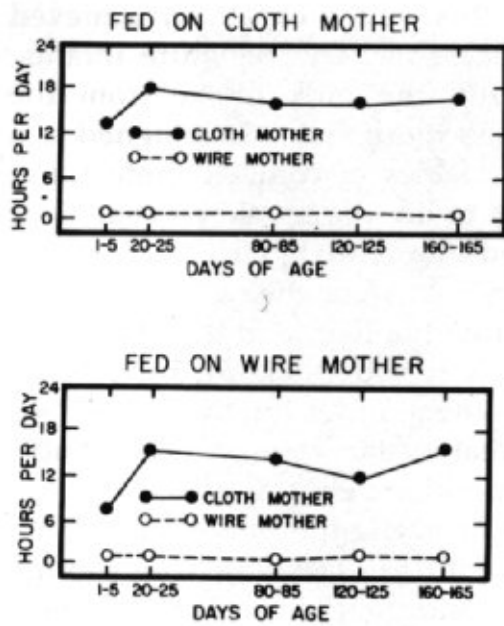 FED ON CLOTH MOTHER
24
18
12
6
0
HOURS PER DAY
CLOTH MOTHER
WIRE MOTHER
1-5 20-25 80-85 120-125 160-165
DAYS OF AGE
FED ON WIRE MOTHER
24
18
12
6
0
HOURS PER DAY
CLOTH MOTHER
WIRE MOTHER
1-5 20-25 80-85 120-125 160-165
DAYS OF AGE